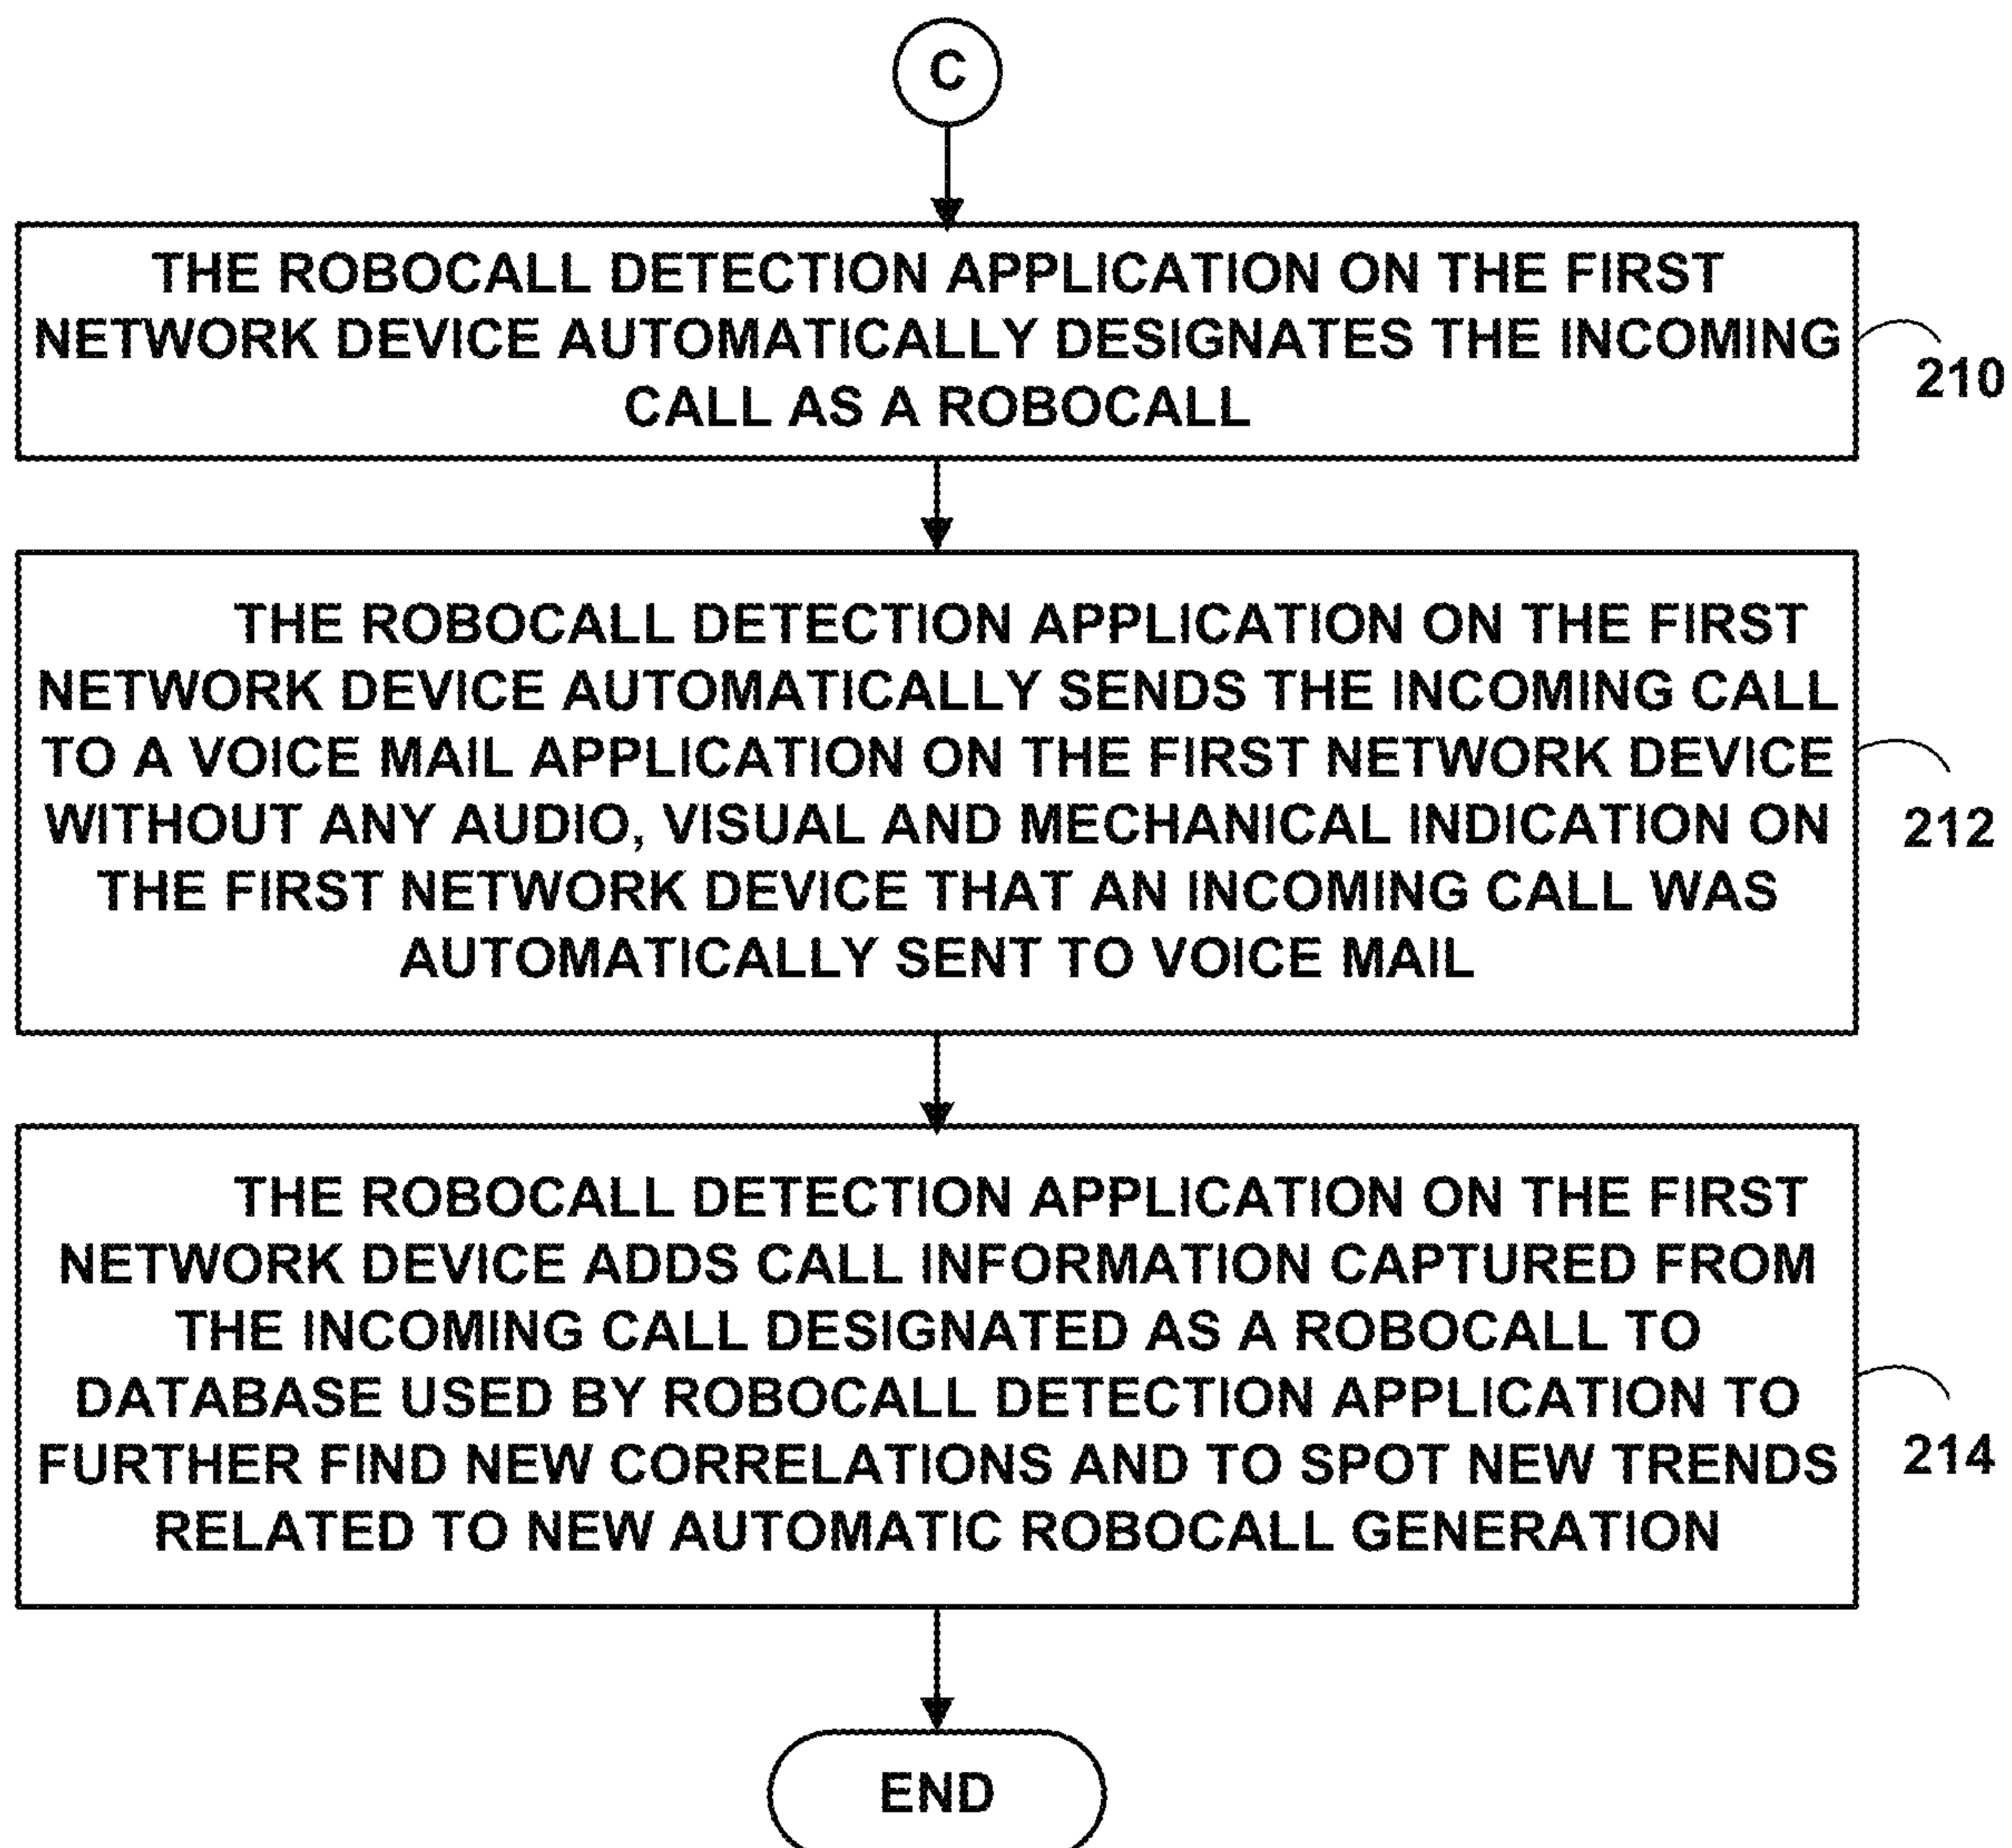 C
THE ROBOCALL DETECTION APPLICATION ON THE FIRST
NETWORK DEVICE AUTOMATICALLY DESIGNATES THE INCOMING
CALL AS A ROBOCALL
210
THE ROBOCALL DETECTION APPLICATION ON THE FIRST
NETWORK DEVICE AUTOMATICALLY SENDS THE INCOMING CALL
TO A VOICE MAIL APPLICATION ON THE FIRST NETWORK DEVICE
WITHOUT ANY AUDIO, VISUAL AND MECHANICAL INDICATION ON
THE FIRST NETWORK DEVICE THAT AN INCOMING CALL WAS
AUTOMATICALLY SENT TO VOICE MAIL
212
THE ROBOCALL DETECTION APPLICATION ON THE FIRST
NETWORK DEVICE ADDS CALL INFORMATION CAPTURED FROM
THE INCOMING CALL DESIGNATED AS A ROBOCALL TO
DATABASE USED BY ROBOCALL DETECTION APPLICATION TO
FURTHER FIND NEW CORRELATIONS AND TO SPOT NEW TRENDS
RELATED TO NEW AUTOMATIC ROBOCALL GENERATION
214
END